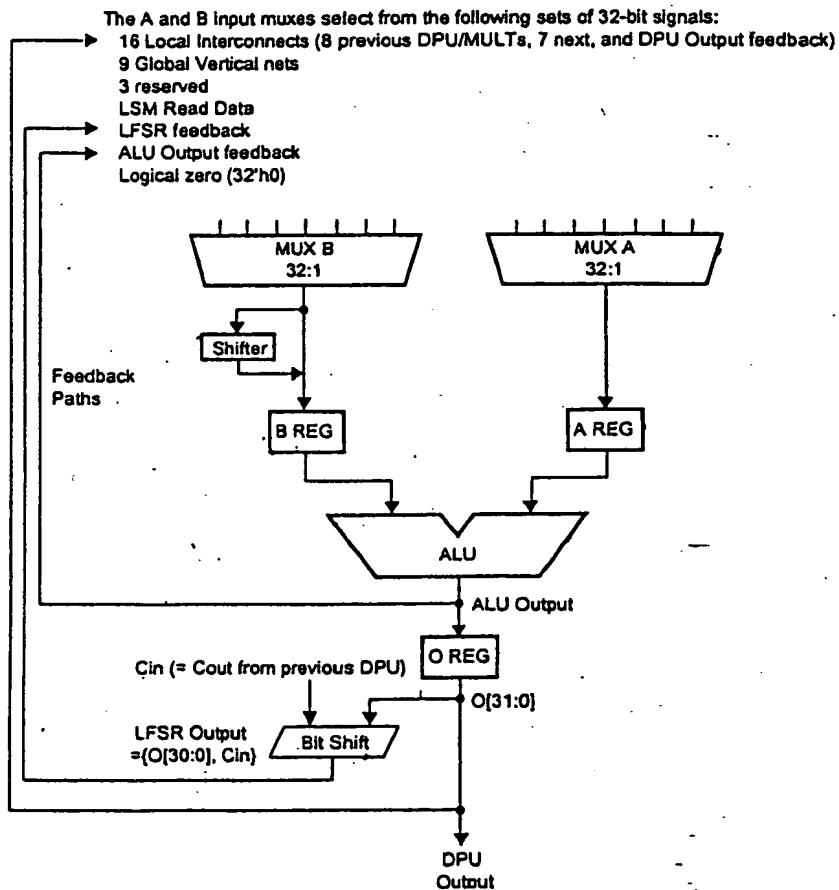 The A and B input muxes select from the following sets of 32-bit signals:
16 Local Interconnects (8 previous DPU/MULTs, 7 next, and DPU Output feedback)
9 Global Vertical nets
3 reserved
LSM Read Data
LFSR feedback
ALU Output feedback
Logical zero (32'h0)
MUX B
32:1
MUX A
32:1
Shifter
Feedback
Paths
B REG
A REG
ALU
ALU Output
O REG
Cin (= Cout from previous DPU)
O[31:0]
LFSR Output
={O[30:0], Cin}
Bit Shift
DPU
Output